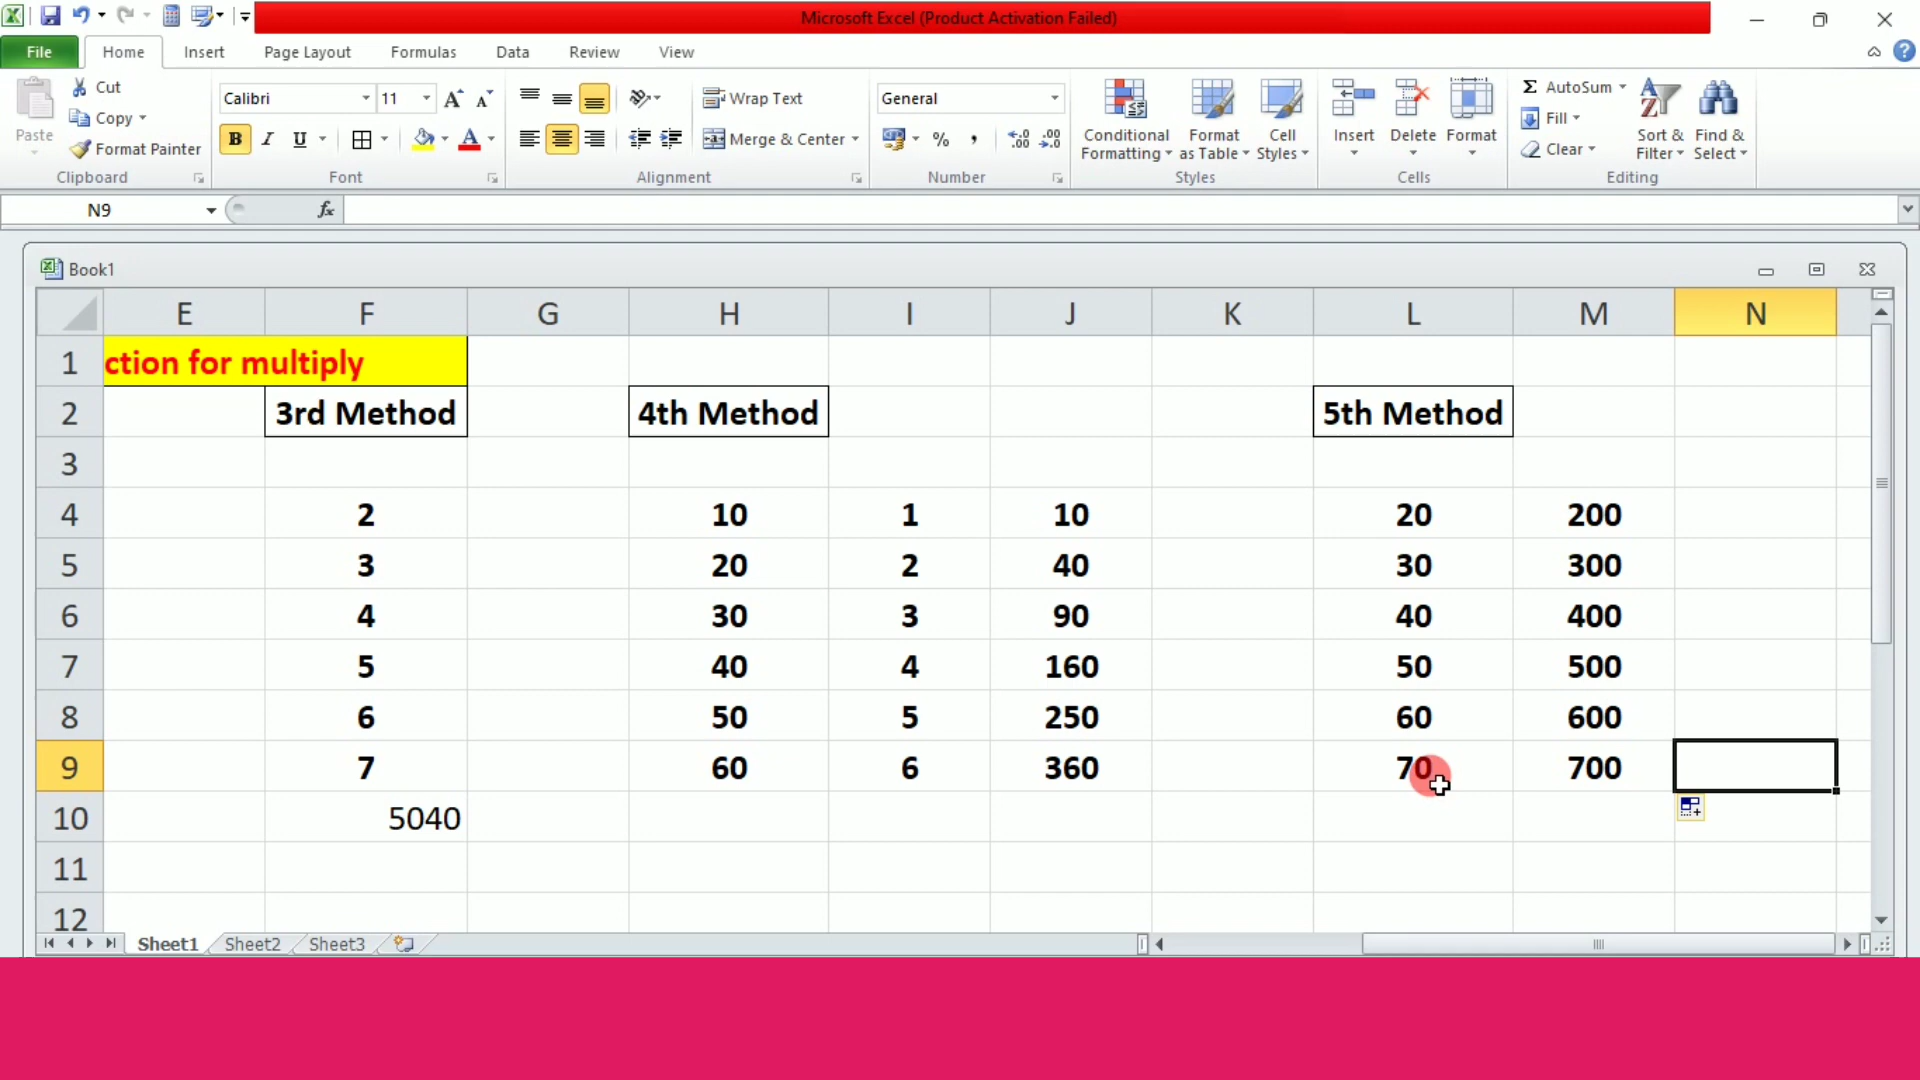 Microsoft Excel (Product Activation Failed)
File Home Insert Page Layout Formulas Data Review View
Paste
Cut
Copy
Format Painter
Clipboard
Calibri 11
B I U
Font
Wrap Text
Merge & Center
Alignment
General
Number
Conditional Formatting
Format as Table
Cell Styles
Styles
Insert Delete Format
Cells
AutoSum
Fill
Clear
Sort & Filter
Find & Select
Editing
N9 fx
Book1
E F G H I J K L M N
1 ction for multiply
2 3rd Method 4th Method 5th Method
3
4 2 10 1 10 20 200
5 3 20 2 40 30 300
6 4 30 3 90 40 400
7 5 40 4 160 50 500
8 6 50 5 250 60 600
9 7 60 6 360 70 700
10 5040
11
12
Sheet1 Sheet2 Sheet3